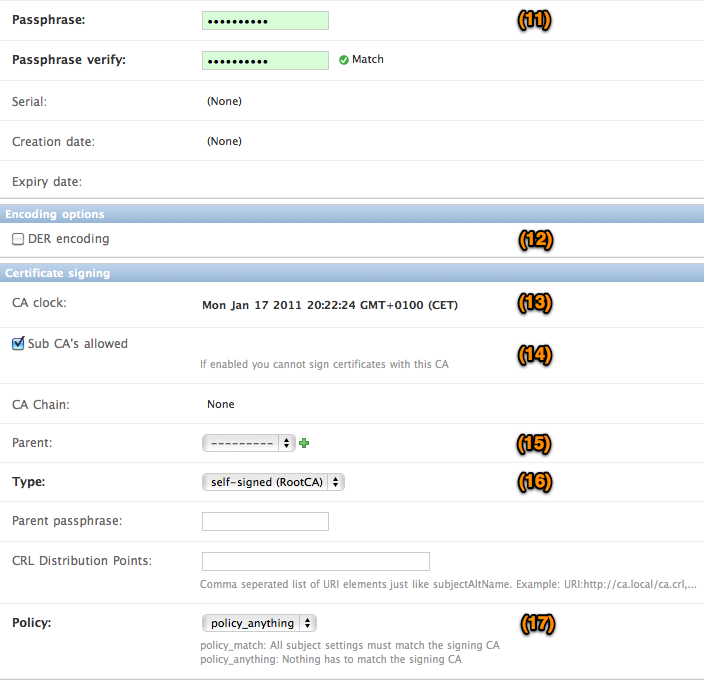 Passphrase: •••••••••• (11)
Passphrase verify: •••••••••• Match
Serial: (None)
Creation date: (None)
Expiry date:
Encoding options
DER encoding (12)
Certificate signing
CA clock: Mon Jan 17 2011 20:22:24 GMT+0100 (CET) (13)
Sub CA's allowed
If enabled you cannot sign certificates with this CA (14)
CA Chain: None
Parent: --------- (15)
Type: self-signed (RootCA) (16)
Parent passphrase:
CRL Distribution Points:
Comma seperated list of URI elements just like subjectAltName. Example: URI:http://ca.local/ca.crl,...
Policy: policy_anything (17)
policy_match: All subject settings must match the signing CA
policy_anything: Nothing has to match the signing CA